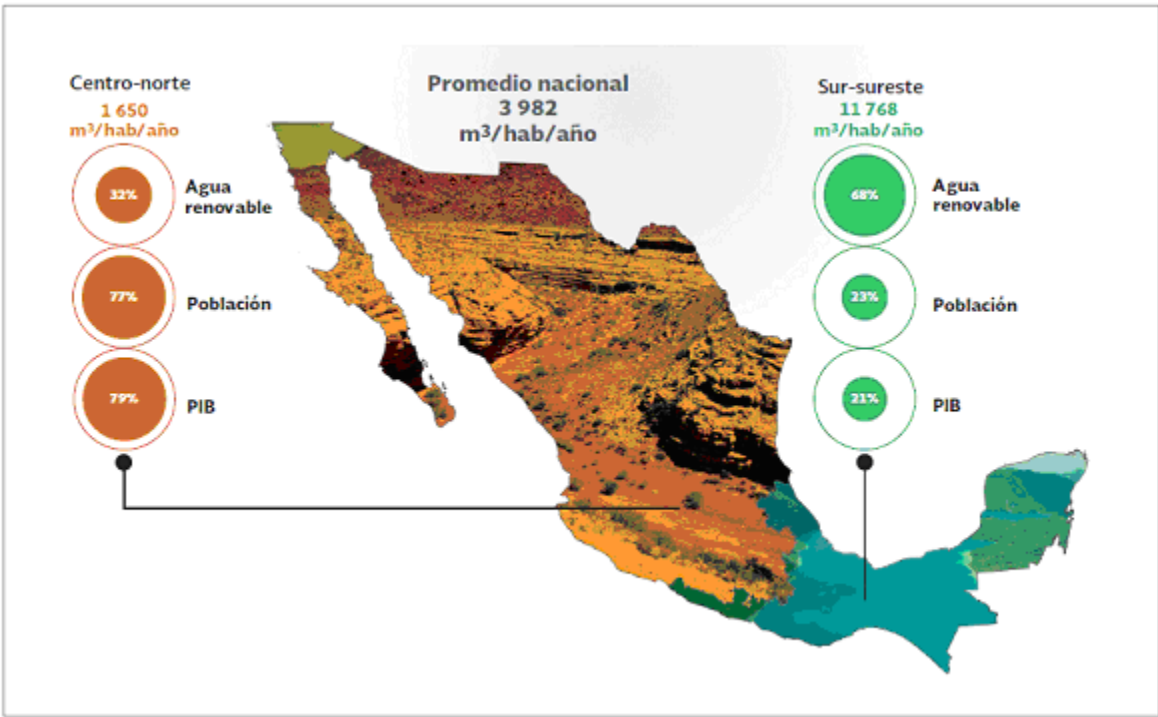 Centro-norte
1 650
m³/hab/año
32%
Agua
renovable
77%
Población
79%
PIB
Promedio nacional
3 982
m³/hab/año
Sur-sureste
11 768
m³/hab/año
68%
Agua
renovable
23%
Población
21%
PIB